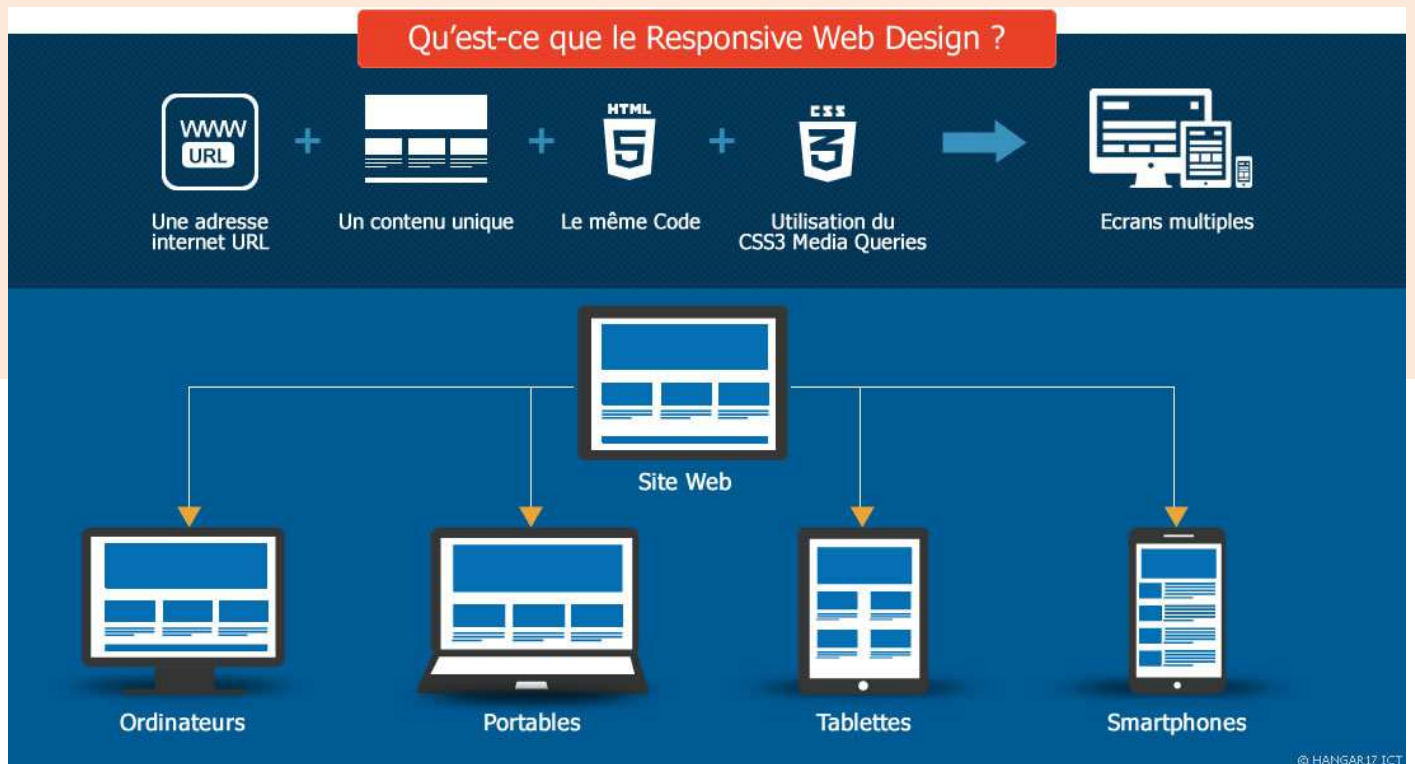 Qu'est-ce que le Responsive Web Design ?
WWW
URL
HTML
5
CSS
3
Une adresse
internet URL
Un contenu unique
Le même Code
Utilisation du
CSS3 Media Queries
Ecrans multiples
Site Web
Ordinateurs
Portables
Tablettes
Smartphones
© HANGAR17 ICT